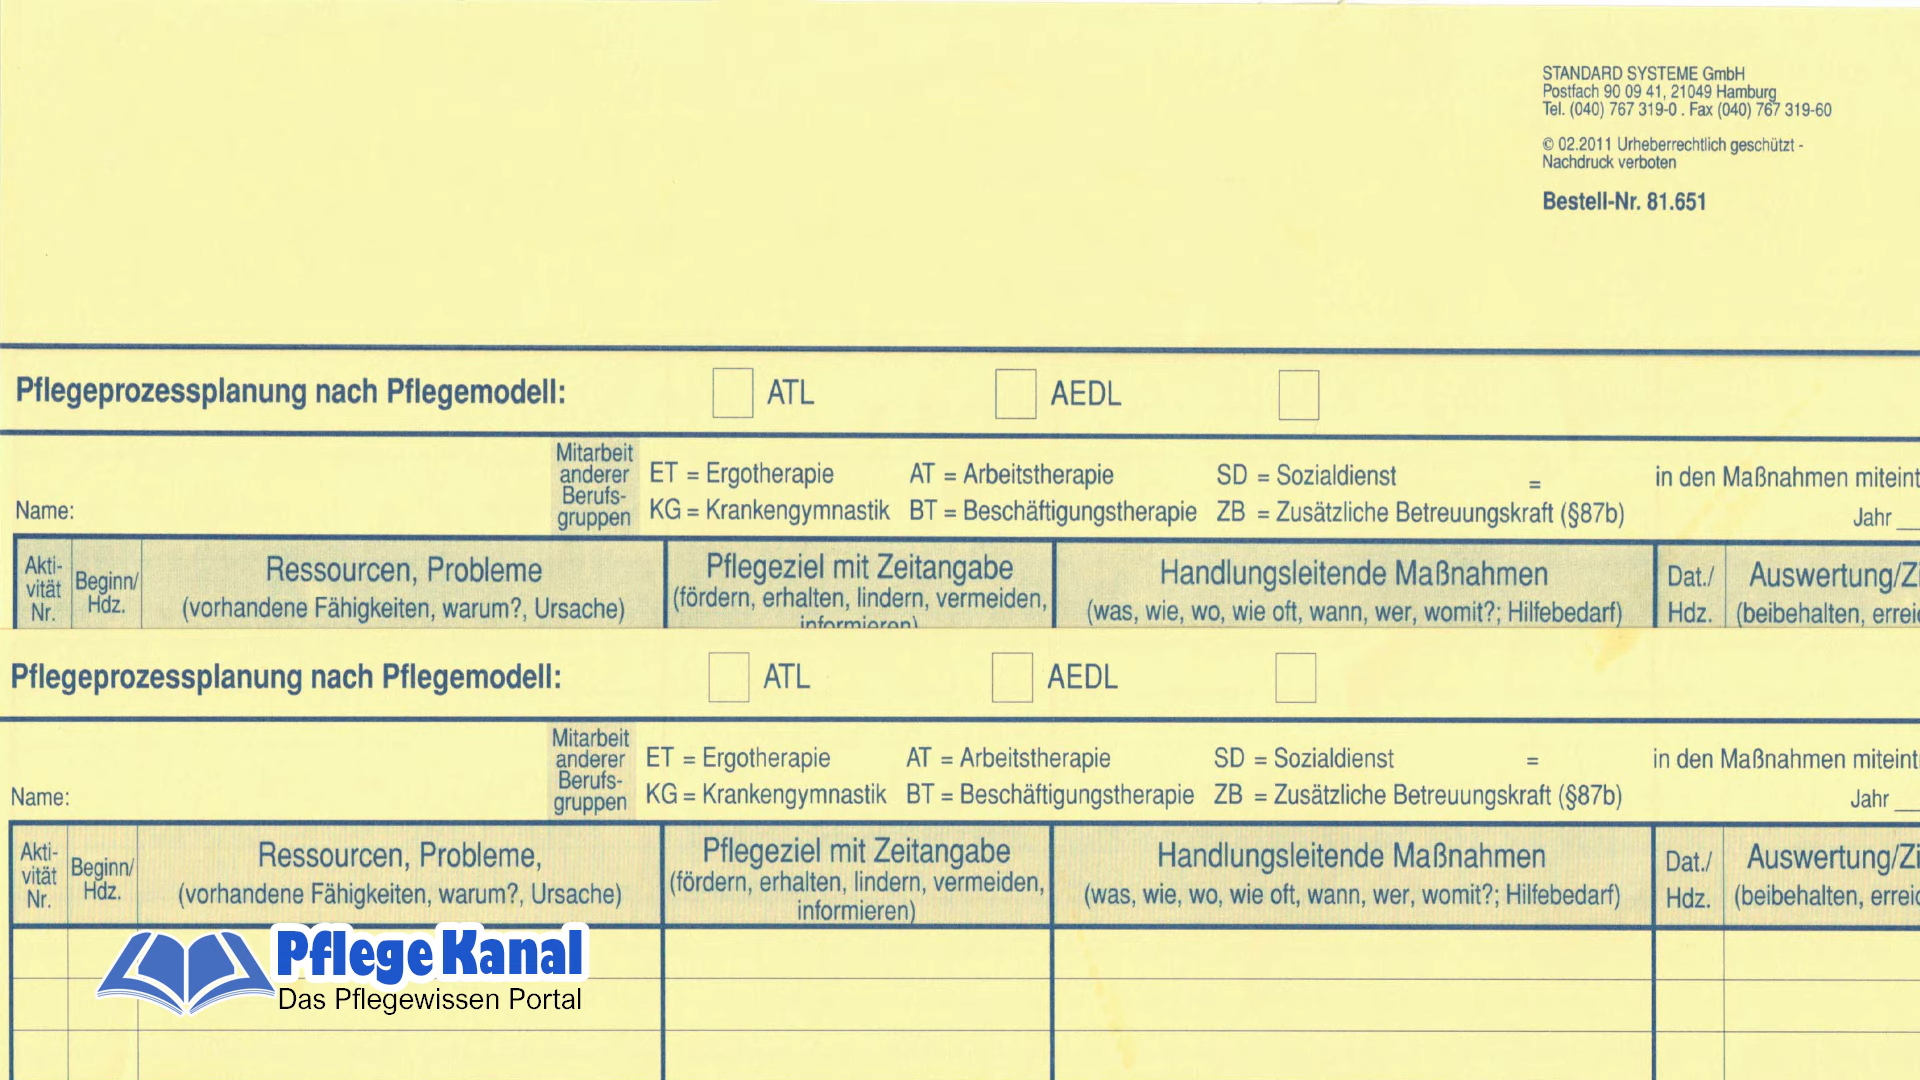 STANDARD SYSTEME GmbH
Postfach 90 09 41, 21049 Hamburg
Tel. (040) 767 319-0 . Fax (040) 767 319-60
© 02.2011 Urheberrechtlich geschützt -
Nachdruck verboten
Bestell-Nr. 81.651
Pflegeprozessplanung nach Pflegemodell: ATL AEDL
Mitarbeit
anderer
Berufs-
gruppen
ET = Ergotherapie AT = Arbeitstherapie SD = Sozialdienst = in den Maßnahmen miteint
Name: KG = Krankengymnastik BT = Beschäftigungstherapie ZB = Zusätzliche Betreuungskraft (§87b) Jahr __
Akti-
vität
Nr.
Beginn/
Hdz.
Ressourcen, Probleme
(vorhandene Fähigkeiten, warum?, Ursache)
Pflegeziel mit Zeitangabe
(fördern, erhalten, lindern, vermeiden,
informieren)
Handlungsleitende Maßnahmen
(was, wie, wo, wie oft, wann, wer, womit?; Hilfebedarf)
Dat./
Hdz.
Auswertung/Zi
(beibehalten, erreic
Pflegeprozessplanung nach Pflegemodell: ATL AEDL
Mitarbeit
anderer
Berufs-
gruppen
ET = Ergotherapie AT = Arbeitstherapie SD = Sozialdienst = in den Maßnahmen miteint
Name: KG = Krankengymnastik BT = Beschäftigungstherapie ZB = Zusätzliche Betreuungskraft (§87b) Jahr __
Akti-
vität
Nr.
Beginn/
Hdz.
Ressourcen, Probleme,
(vorhandene Fähigkeiten, warum?, Ursache)
Pflegeziel mit Zeitangabe
(fördern, erhalten, lindern, vermeiden,
informieren)
Handlungsleitende Maßnahmen
(was, wie, wo, wie oft, wann, wer, womit?; Hilfebedarf)
Dat./
Hdz.
Auswertung/Zi
(beibehalten, erreic
Pflege Kanal
Das Pflegewissen Portal